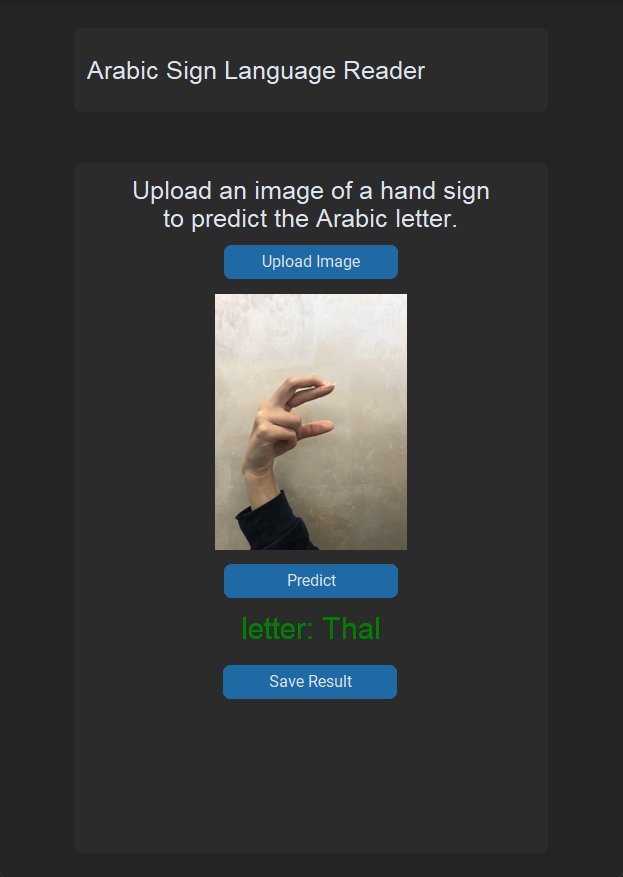 Arabic Sign Language Reader
Upload an image of a hand sign
to predict the Arabic letter.
Upload Image
Predict
letter: Thal
Save Result